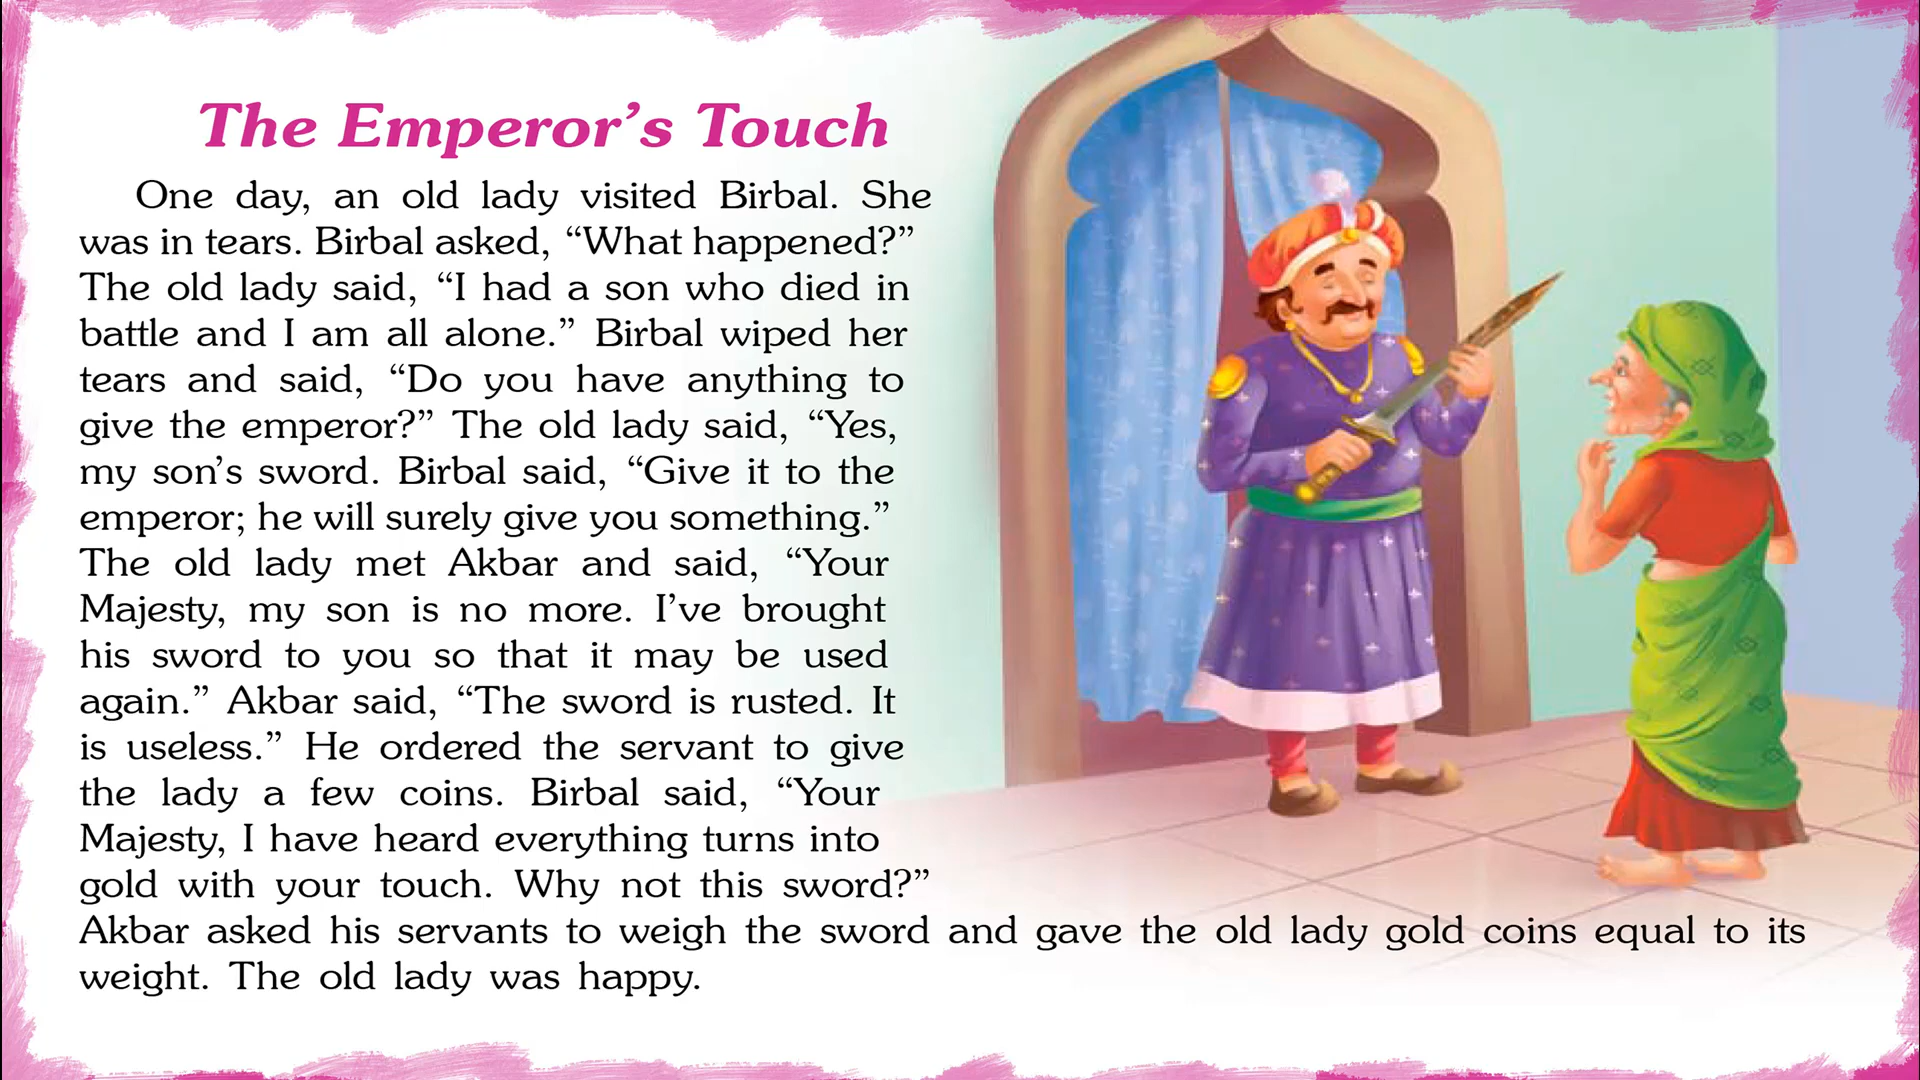 The Emperor’s Touch
One day, an old lady visited Birbal. She
was in tears. Birbal asked, “What happened?”
The old lady said, “I had a son who died in
battle and I am all alone.” Birbal wiped her
tears and said, “Do you have anything to
give the emperor?” The old lady said, “Yes,
my son’s sword. Birbal said, “Give it to the
emperor; he will surely give you something.”
The old lady met Akbar and said, “Your
Majesty, my son is no more. I’ve brought
his sword to you so that it may be used
again.” Akbar said, “The sword is rusted. It
is useless.” He ordered the servant to give
the lady a few coins. Birbal said, “Your
Majesty, I have heard everything turns into
gold with your touch. Why not this sword?”
Akbar asked his servants to weigh the sword and gave the old lady gold coins equal to its
weight. The old lady was happy.